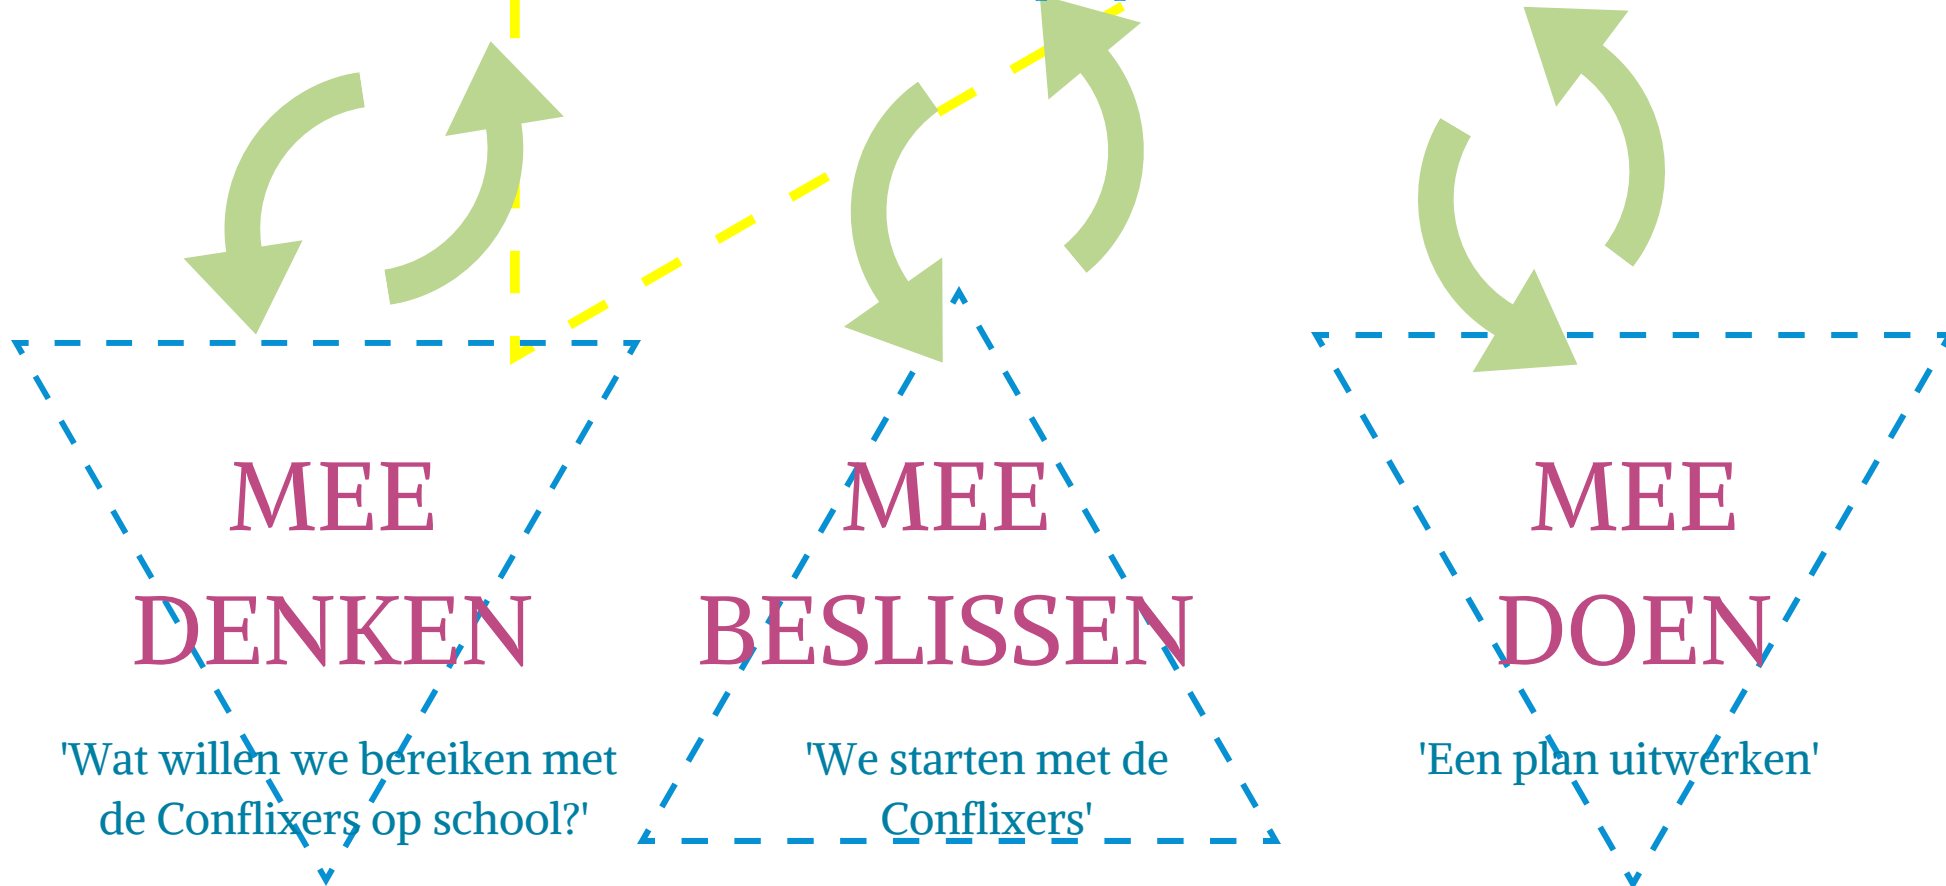 MEE
DENKEN
'Wat willen we bereiken met
de Conflixers op school?'
MEE
BESLISSEN
'We starten met de
Conflixers'
MEE
DOEN
'Een plan uitwerken'